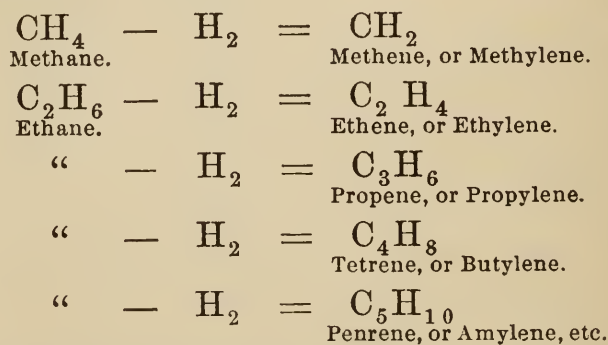 CH₄ — H₂ = CH₂
Methane. Methene, or Methylene.
C₂H₆ — H₂ = C₂ H₄
Ethane. Ethene, or Ethylene.
“ — H₂ = C₃H₆
Propene, or Propylene.
“ — H₂ = C₄H₈
Tetrene, or Butylene.
“ — H₂ = C₅H₁₀
Penrene, or Amylene, etc.